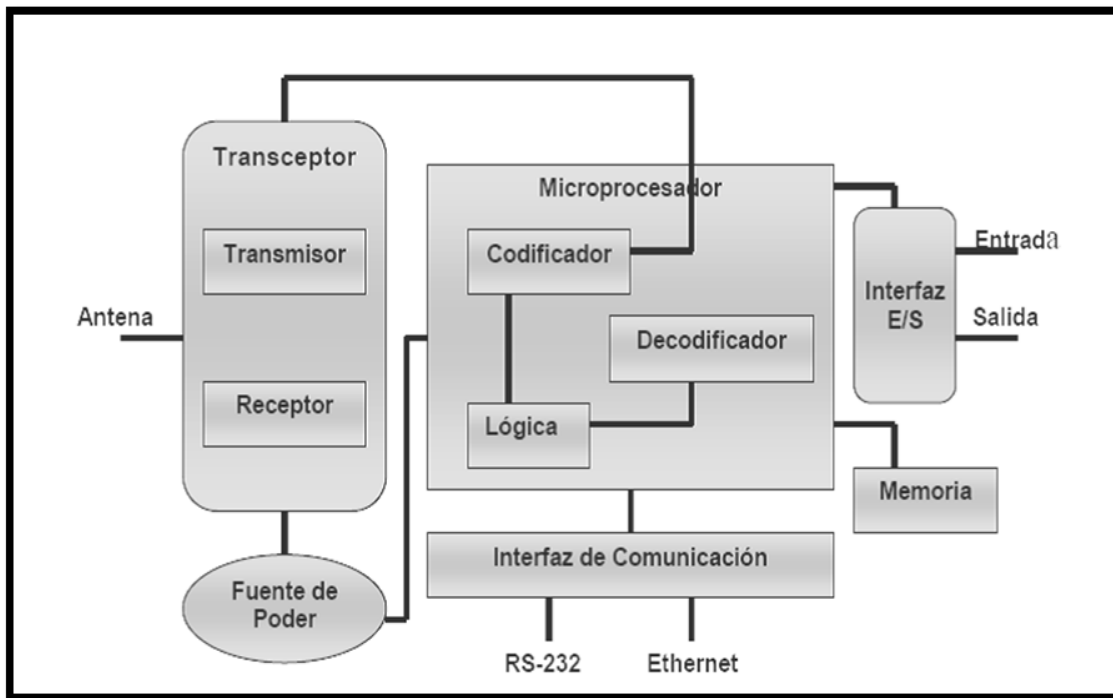 Transceptor
Transmisor
Antena
Receptor
Fuente de
Poder
Microprocesador
Codificador
Decodificador
Lógica
Interfaz
E/S
Entrada
Salida
Memoria
Interfaz de Comunicación
RS-232
Ethernet